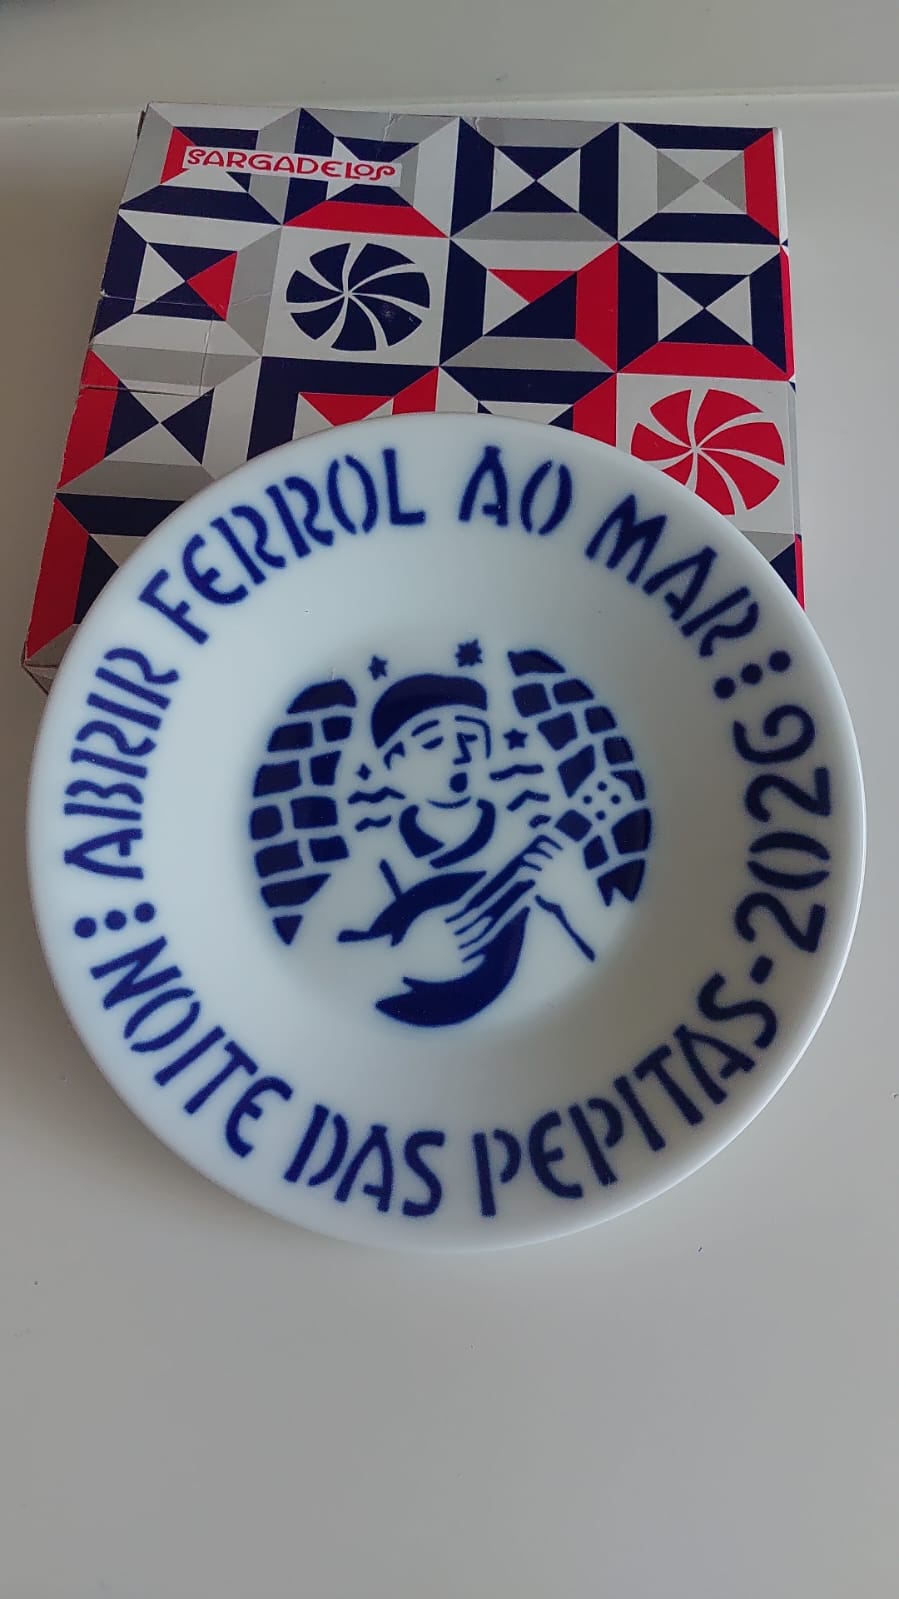 SARGADELOS
ABRIR FERROL AO MAR
NOITE DAS PEPITAS-2026